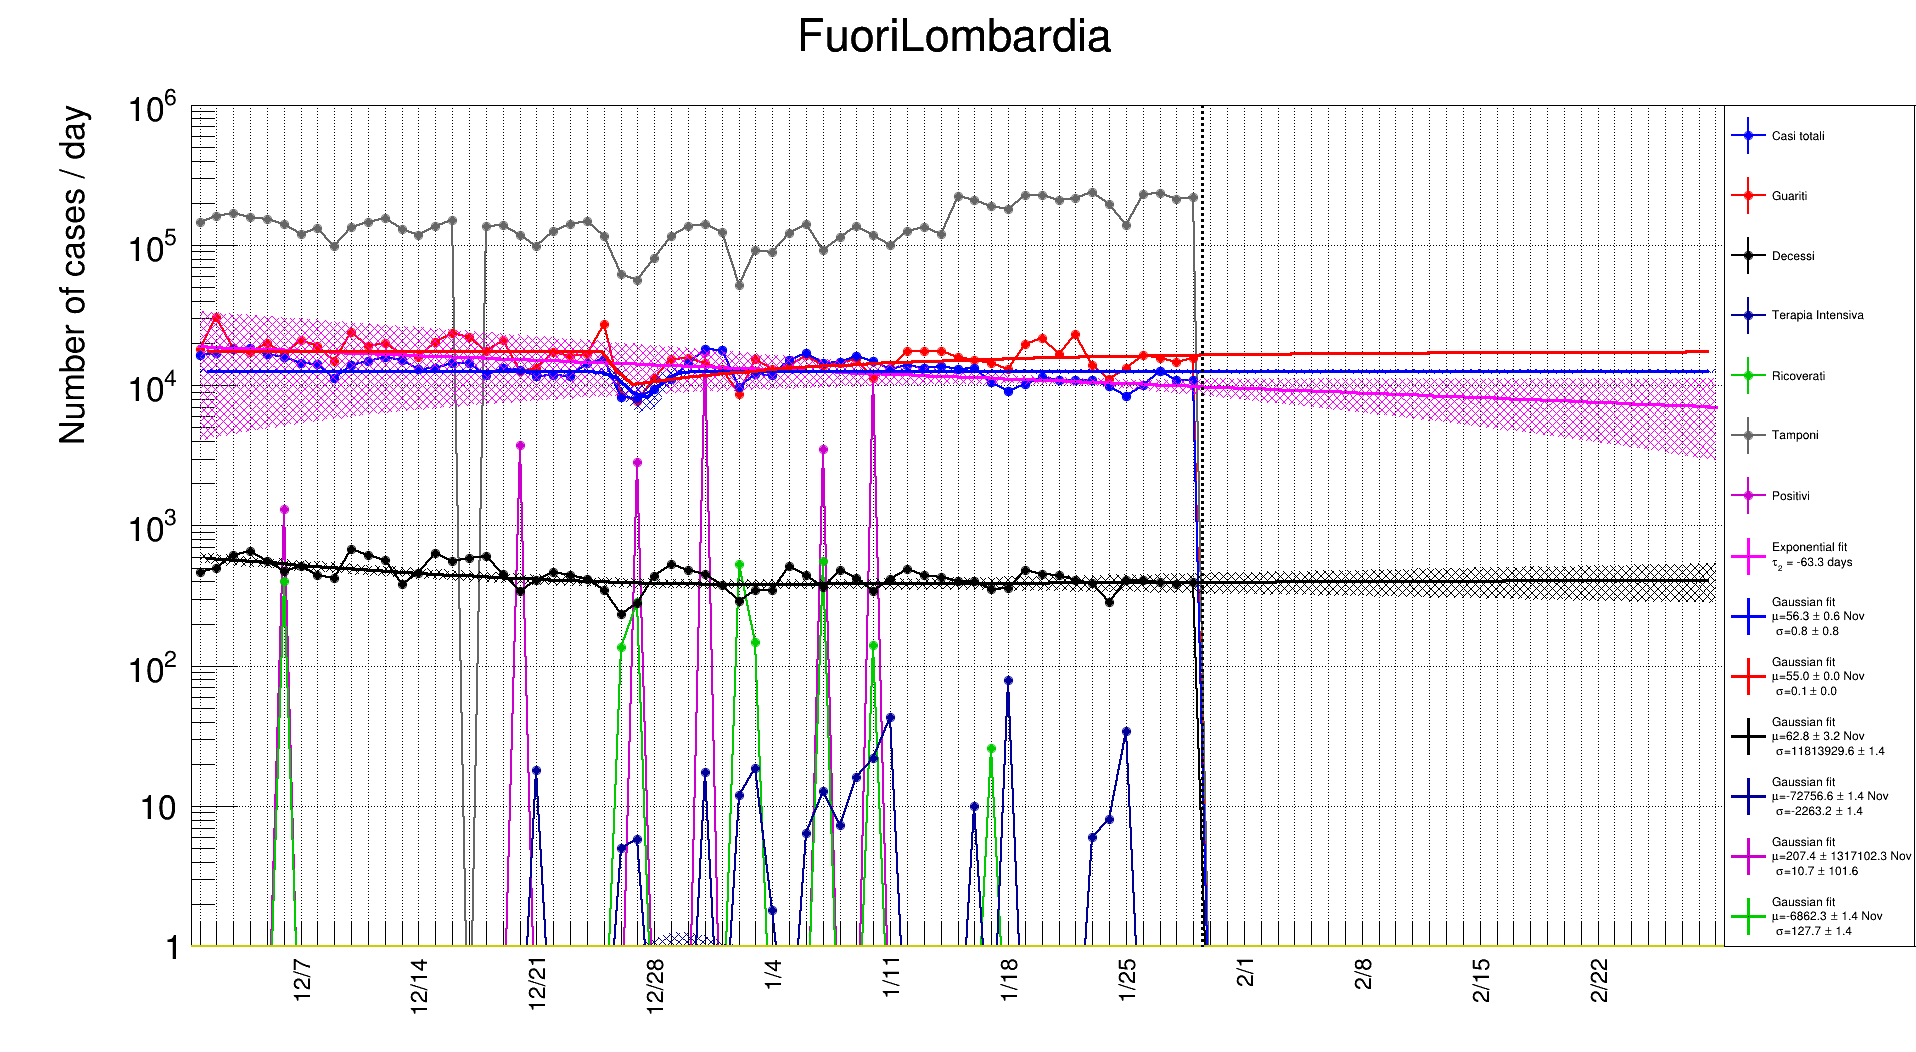 FuoriLombardia
Number of cases / day
10^6
10^5
10^4
10^3
10^2
10
1
12/7
12/14
12/21
12/28
1/4
1/11
1/18
1/25
2/1
2/8
2/15
2/22
Casi totali
Guariti
Decessi
Terapia Intensiva
Ricoverati
Tamponi
Positivi
Exponential fit
τ_2 = -63.3 days
Gaussian fit
μ=56.3 ± 0.6 Nov
σ=0.8 ± 0.8
Gaussian fit
μ=55.0 ± 0.0 Nov
σ=0.1 ± 0.0
Gaussian fit
μ=62.8 ± 3.2 Nov
σ=11813929.6 ± 1.4
Gaussian fit
μ=-72756.6 ± 1.4 Nov
σ=-2263.2 ± 1.4
Gaussian fit
μ=207.4 ± 1317102.3 Nov
σ=10.7 ± 101.6
Gaussian fit
μ=-6862.3 ± 1.4 Nov
σ=127.7 ± 1.4